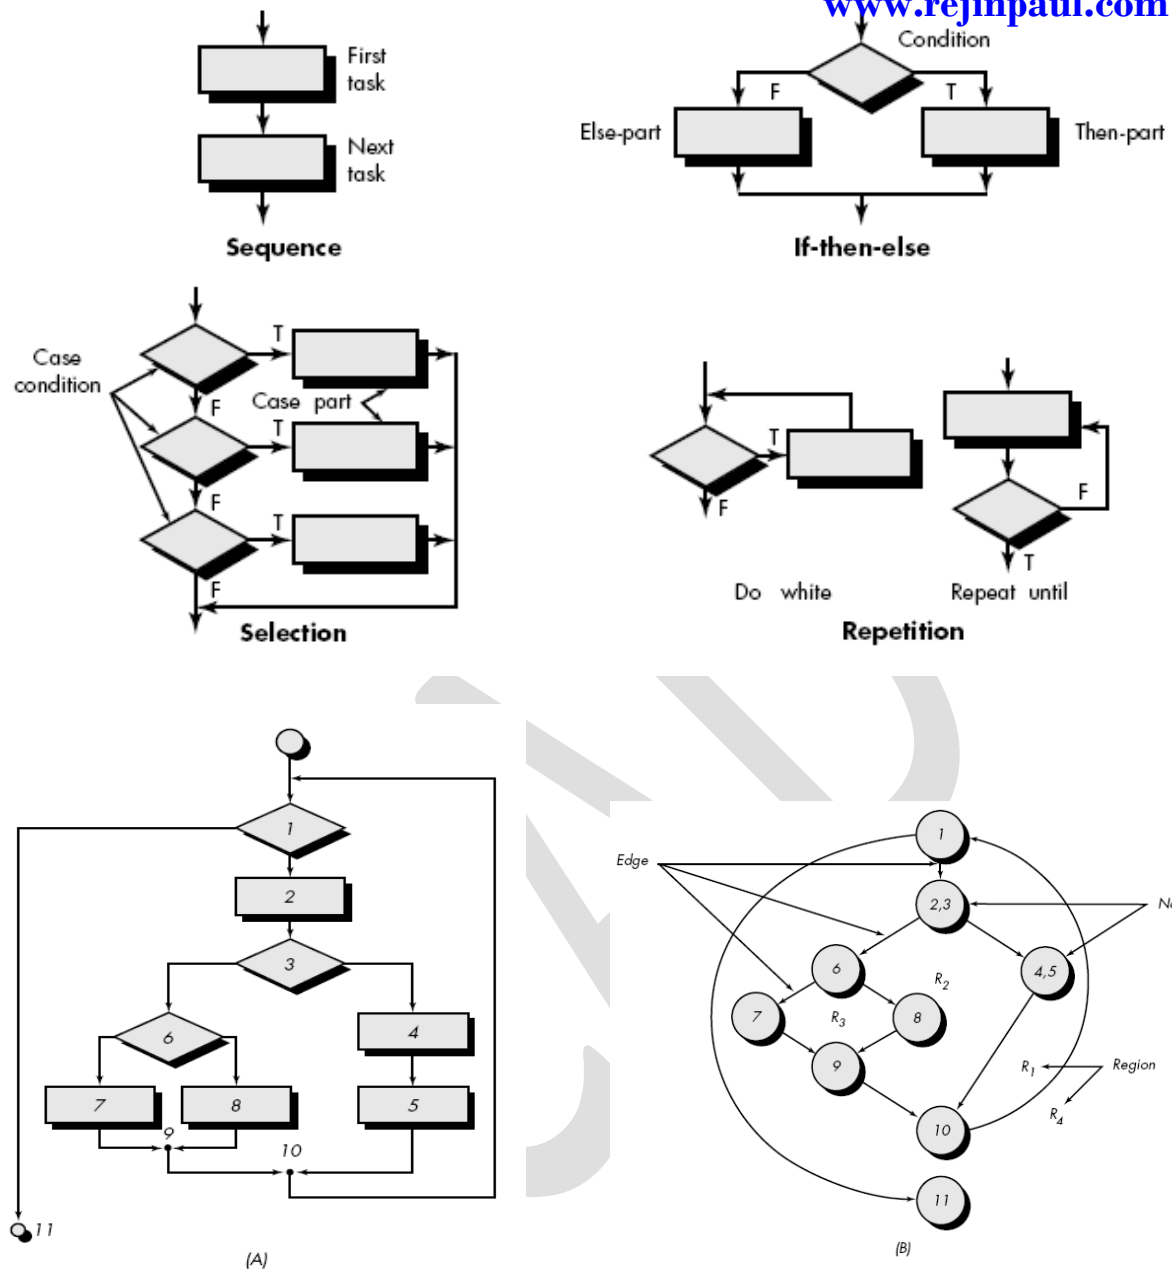 www.rejinpaul.com
First
task
Next
task
Sequence
Condition
F
T
Else-part
Then-part
If-then-else
Case
condition
T
F
Case part
T
F
T
F
Selection
T
F
Do white
F
T
Repeat until
Repetition
1
2
3
6
4
7
8
5
9
10
11
(A)
Edge
1
2,3
6
4,5
R2
7
R3
8
9
R1
Region
R4
10
11
(B)